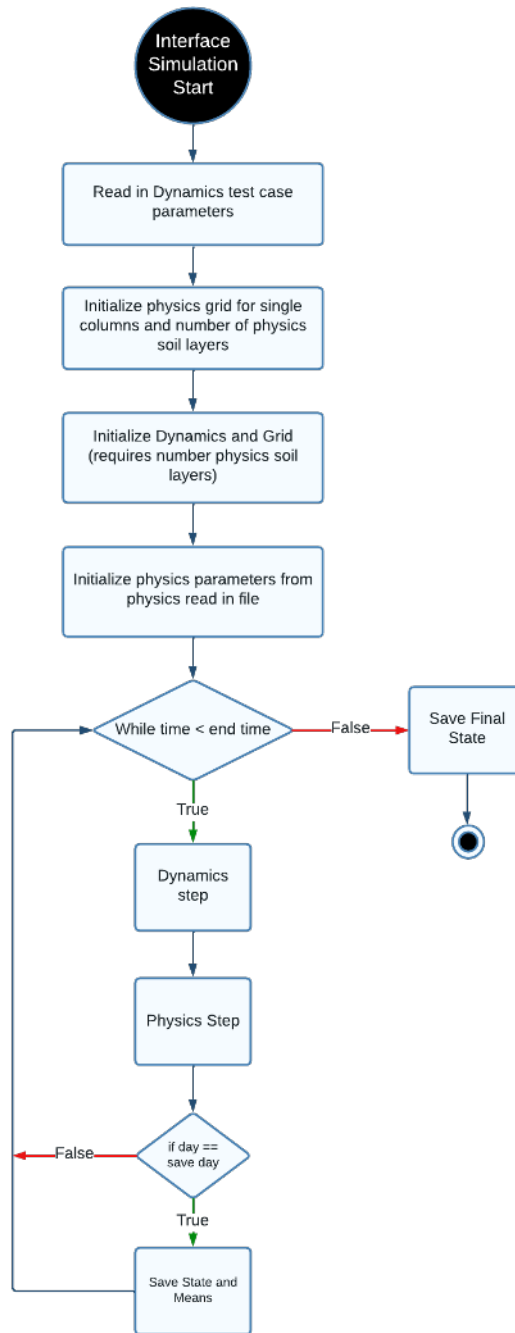 Interface
Simulation
Start
Read in Dynamics test case
parameters
Initialize physics grid for single
columns and number of physics
soil layers
Initialize Dynamics and Grid
(requires number physics soil
layers)
Initialize physics parameters from
physics read in file
While time < end time
False
Save Final
State
True
Dynamics
step
Physics Step
if day ==
save day
False
True
Save State and
Means